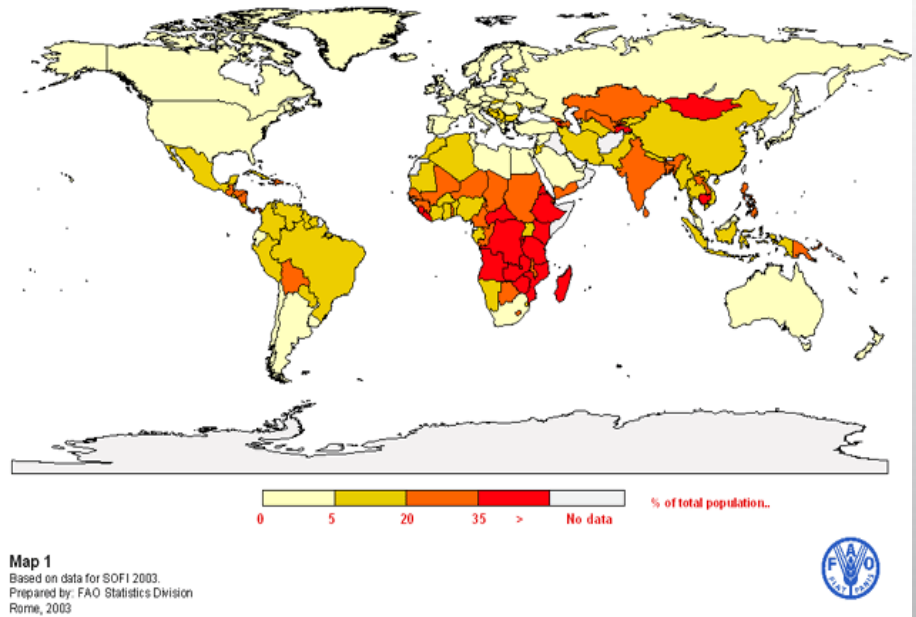 0 5 20 35 > No data % of total population..
Map 1
Based on data for SOFI 2003.
Prepared by: FAO Statistics Division
Rome, 2003
F A O
FIAT PANIS